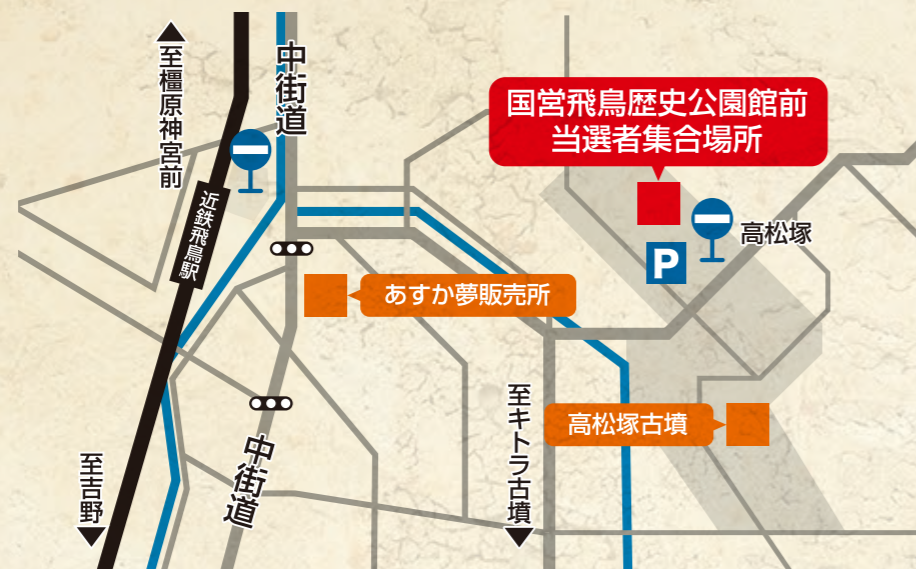 至橿原神宮前
中街道
国営飛鳥歴史公園館前
当選者集合場所
近鉄飛鳥駅
高松塚
P
あすか夢販売所
至キトラ古墳
高松塚古墳
中街道
至吉野